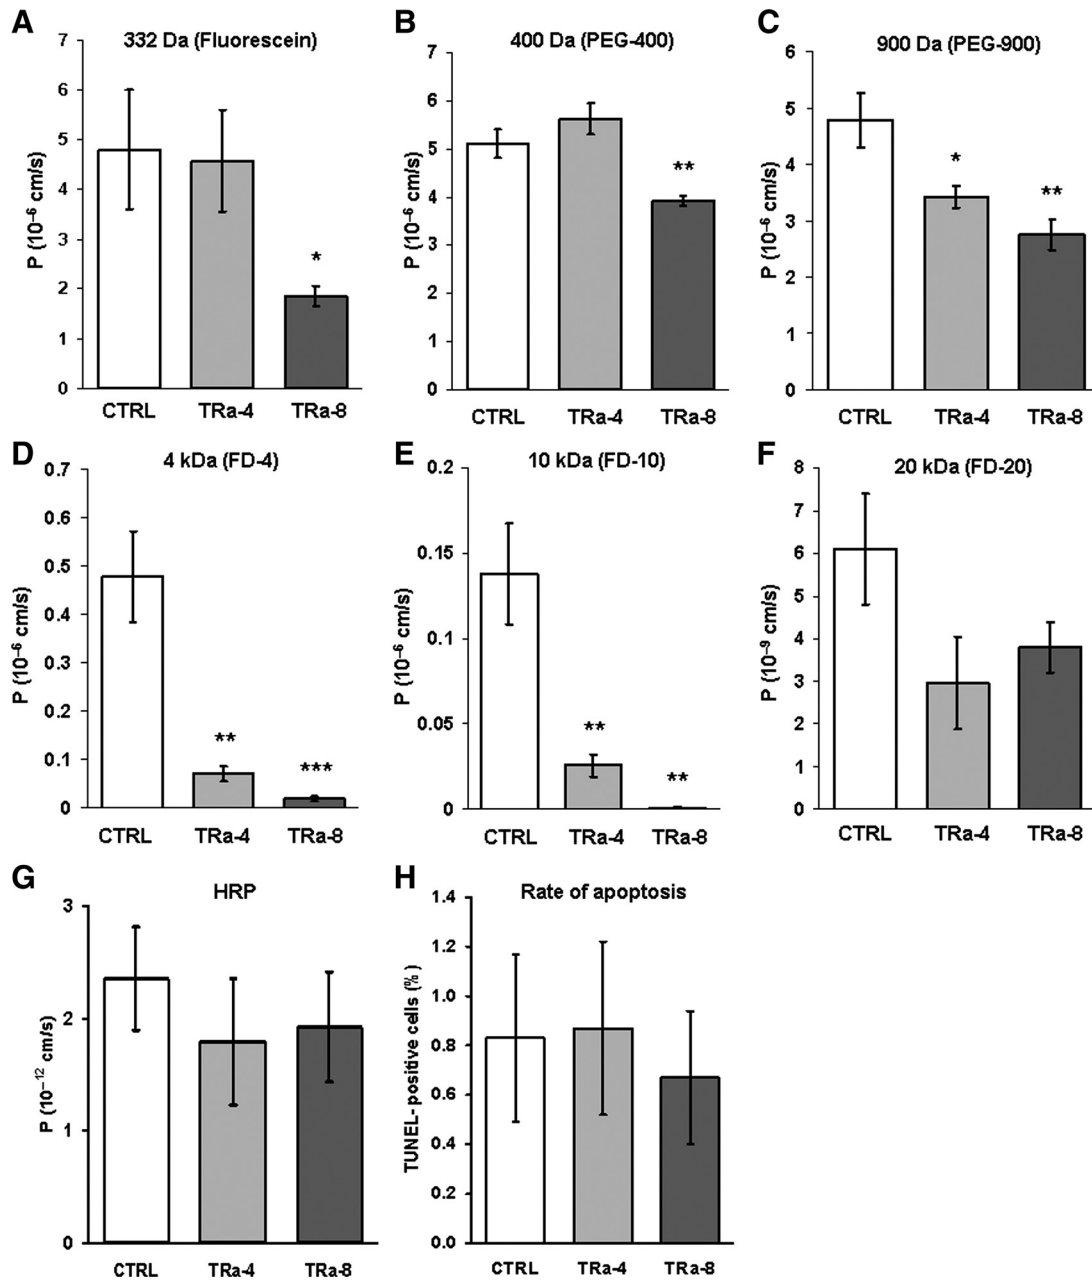 A
332 Da (Fluorescein)
P (10⁻⁶ cm/s)
7
6
5
4
3
2
1
0
*
CTRL TRa-4 TRa-8
B
400 Da (PEG-400)
P (10⁻⁶ cm/s)
7
6
5
4
3
2
1
0
**
CTRL TRa-4 TRa-8
C
900 Da (PEG-900)
P (10⁻⁶ cm/s)
6
5
4
3
2
1
0
*
**
CTRL TRa-4 TRa-8
D
4 kDa (FD-4)
P (10⁻⁶ cm/s)
0.7
0.6
0.5
0.4
0.3
0.2
0.1
0
**
***
CTRL TRa-4 TRa-8
E
10 kDa (FD-10)
P (10⁻⁶ cm/s)
0.2
0.15
0.1
0.05
0
**
**
CTRL TRa-4 TRa-8
F
20 kDa (FD-20)
P (10⁻⁹ cm/s)
8
7
6
5
4
3
2
1
0
CTRL TRa-4 TRa-8
G
HRP
P (10⁻¹² cm/s)
3
2
1
0
CTRL TRa-4 TRa-8
H
Rate of apoptosis
TUNEL-positive cells (%)
1.4
1.2
1.0
0.8
0.6
0.4
0.2
0.0
CTRL TRa-4 TRa-8